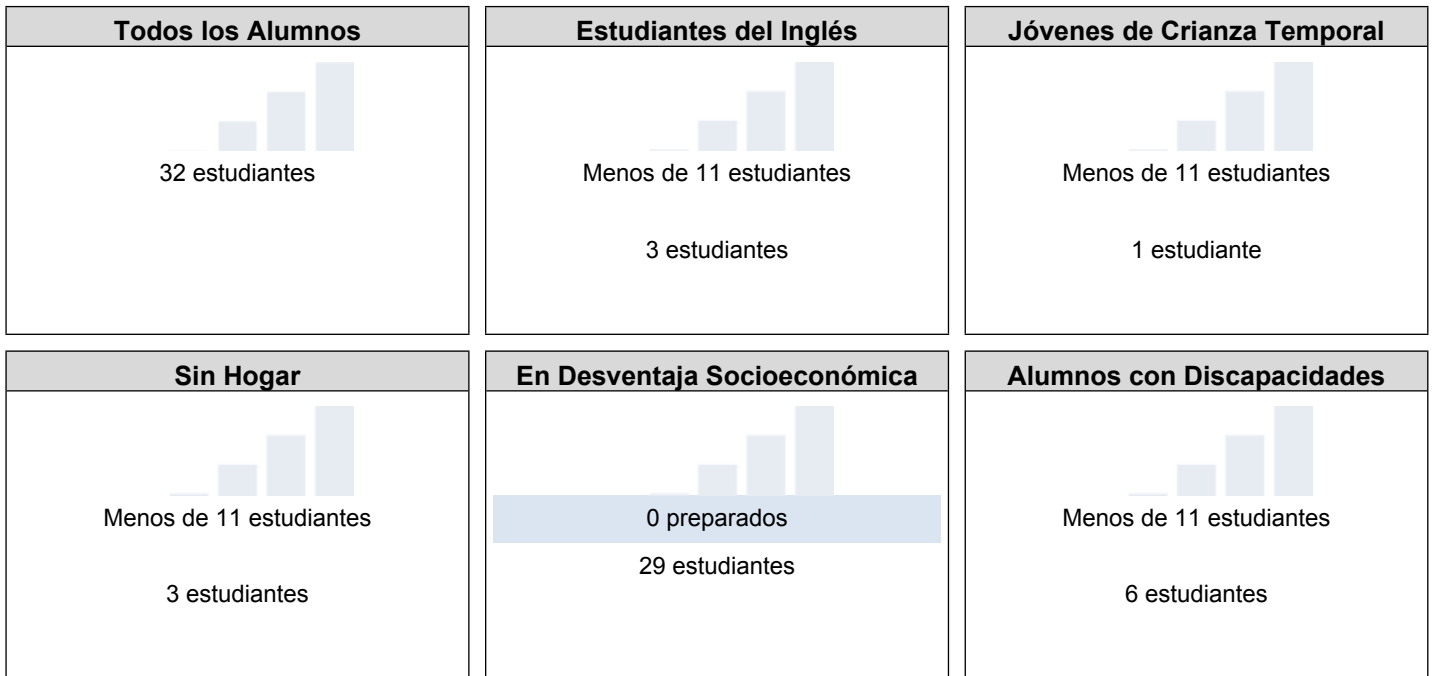 Todos los Alumnos
32 estudiantes
Estudiantes del Inglés
Menos de 11 estudiantes
3 estudiantes
Jóvenes de Crianza Temporal
Menos de 11 estudiantes
1 estudiante
Sin Hogar
Menos de 11 estudiantes
3 estudiantes
En Desventaja Socioeconómica
0 preparados
29 estudiantes
Alumnos con Discapacidades
Menos de 11 estudiantes
6 estudiantes